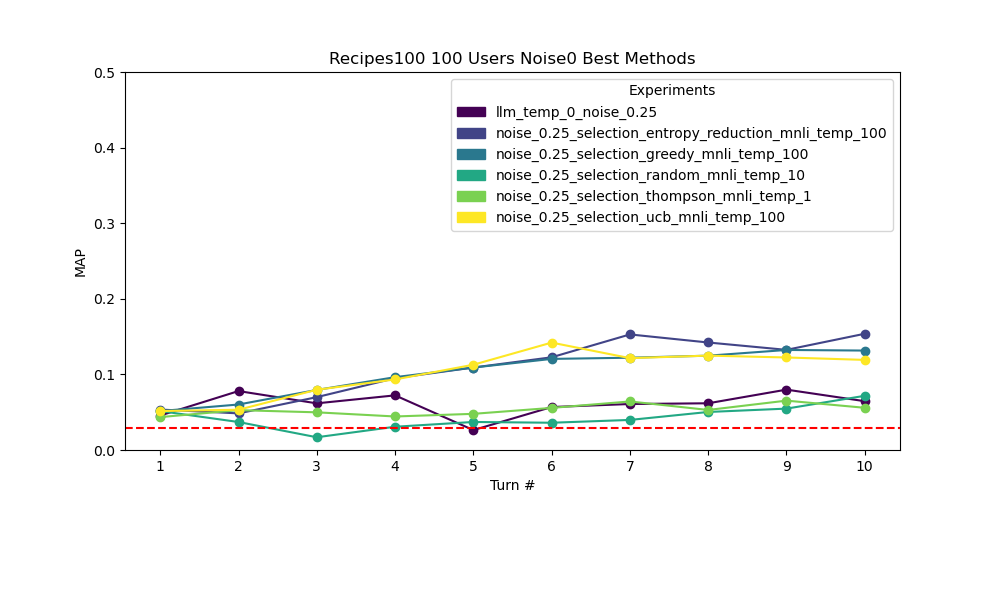 Recipes100 100 Users Noise0 Best Methods
Experiments
llm_temp_0_noise_0.25
noise_0.25_selection_entropy_reduction_mnli_temp_100
noise_0.25_selection_greedy_mnli_temp_100
noise_0.25_selection_random_mnli_temp_10
noise_0.25_selection_thompson_mnli_temp_1
noise_0.25_selection_ucb_mnli_temp_100
MAP
0.5
0.4
0.3
0.2
0.1
0.0
1 2 3 4 5 6 7 8 9 10
Turn #